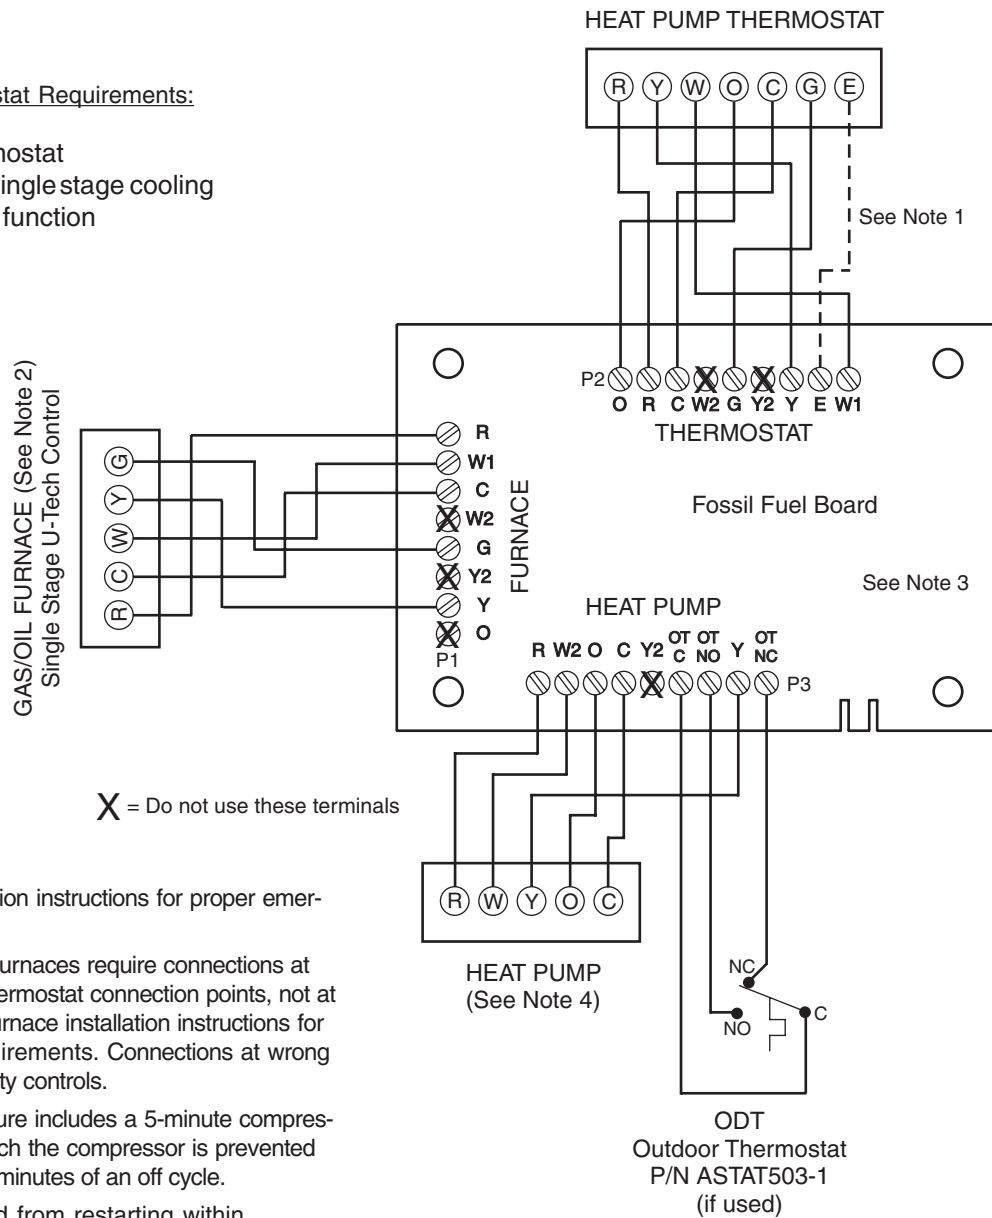 HEAT PUMP THERMOSTAT
R Y W O C G E
stat Requirements:
mostat
single stage cooling
function
See Note 1
P2
O R C W2 G Y2 Y E W1
THERMOSTAT
GAS/OIL FURNACE (See Note 2)
Single Stage U-Tech Control
G
Y
W
C
R
R
W1
C
W2
G
Y2
Y
O
P1
FURNACE
Fossil Fuel Board
See Note 3
HEAT PUMP
R W2 O C Y2 OT C OT NO Y OT NC
P3
X = Do not use these terminals
R W Y O C
HEAT PUMP
(See Note 4)
NC
NO
C
ODT
Outdoor Thermostat
P/N ASTAT503-1
(if used)
tion instructions for proper emer-
urnaces require connections at
ermostat connection points, not at
urnace installation instructions for
irements. Connections at wrong
ty controls.
ure includes a 5-minute compres-
ch the compressor is prevented
minutes of an off cycle.
d from restarting within